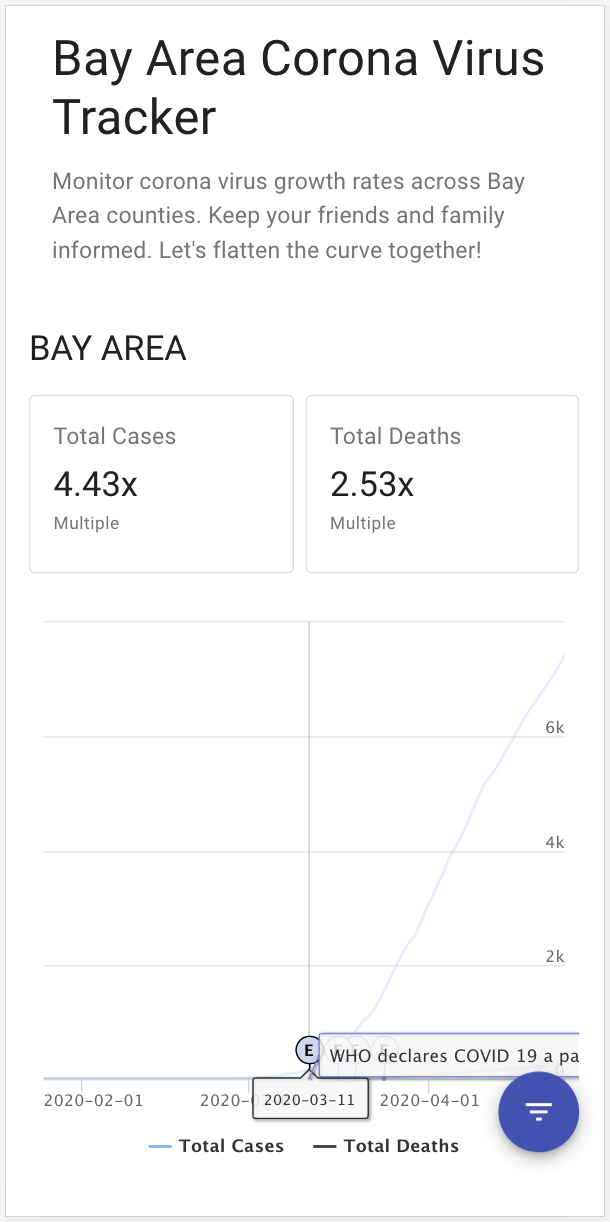 Bay Area Corona Virus
Tracker
Monitor corona virus growth rates across Bay
Area counties. Keep your friends and family
informed. Let's flatten the curve together!
BAY AREA
Total Cases
4.43x
Multiple
Total Deaths
2.53x
Multiple
6k
4k
2k
E
WHO declares COVID 19 a pa
2020-02-01
2020-0
2020-03-11
2020-04-01
Total Cases
Total Deaths